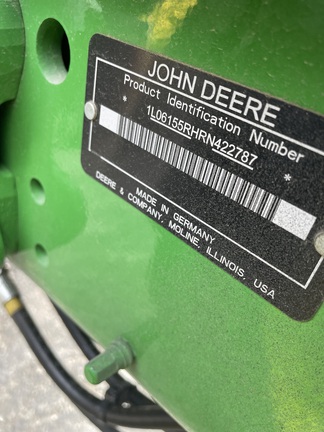 JOHN DEERE
Product Identification Number
* 1L06155RHRN422787 *
MADE IN GERMANY
DEERE & COMPANY, MOLINE, ILLINOIS, USA